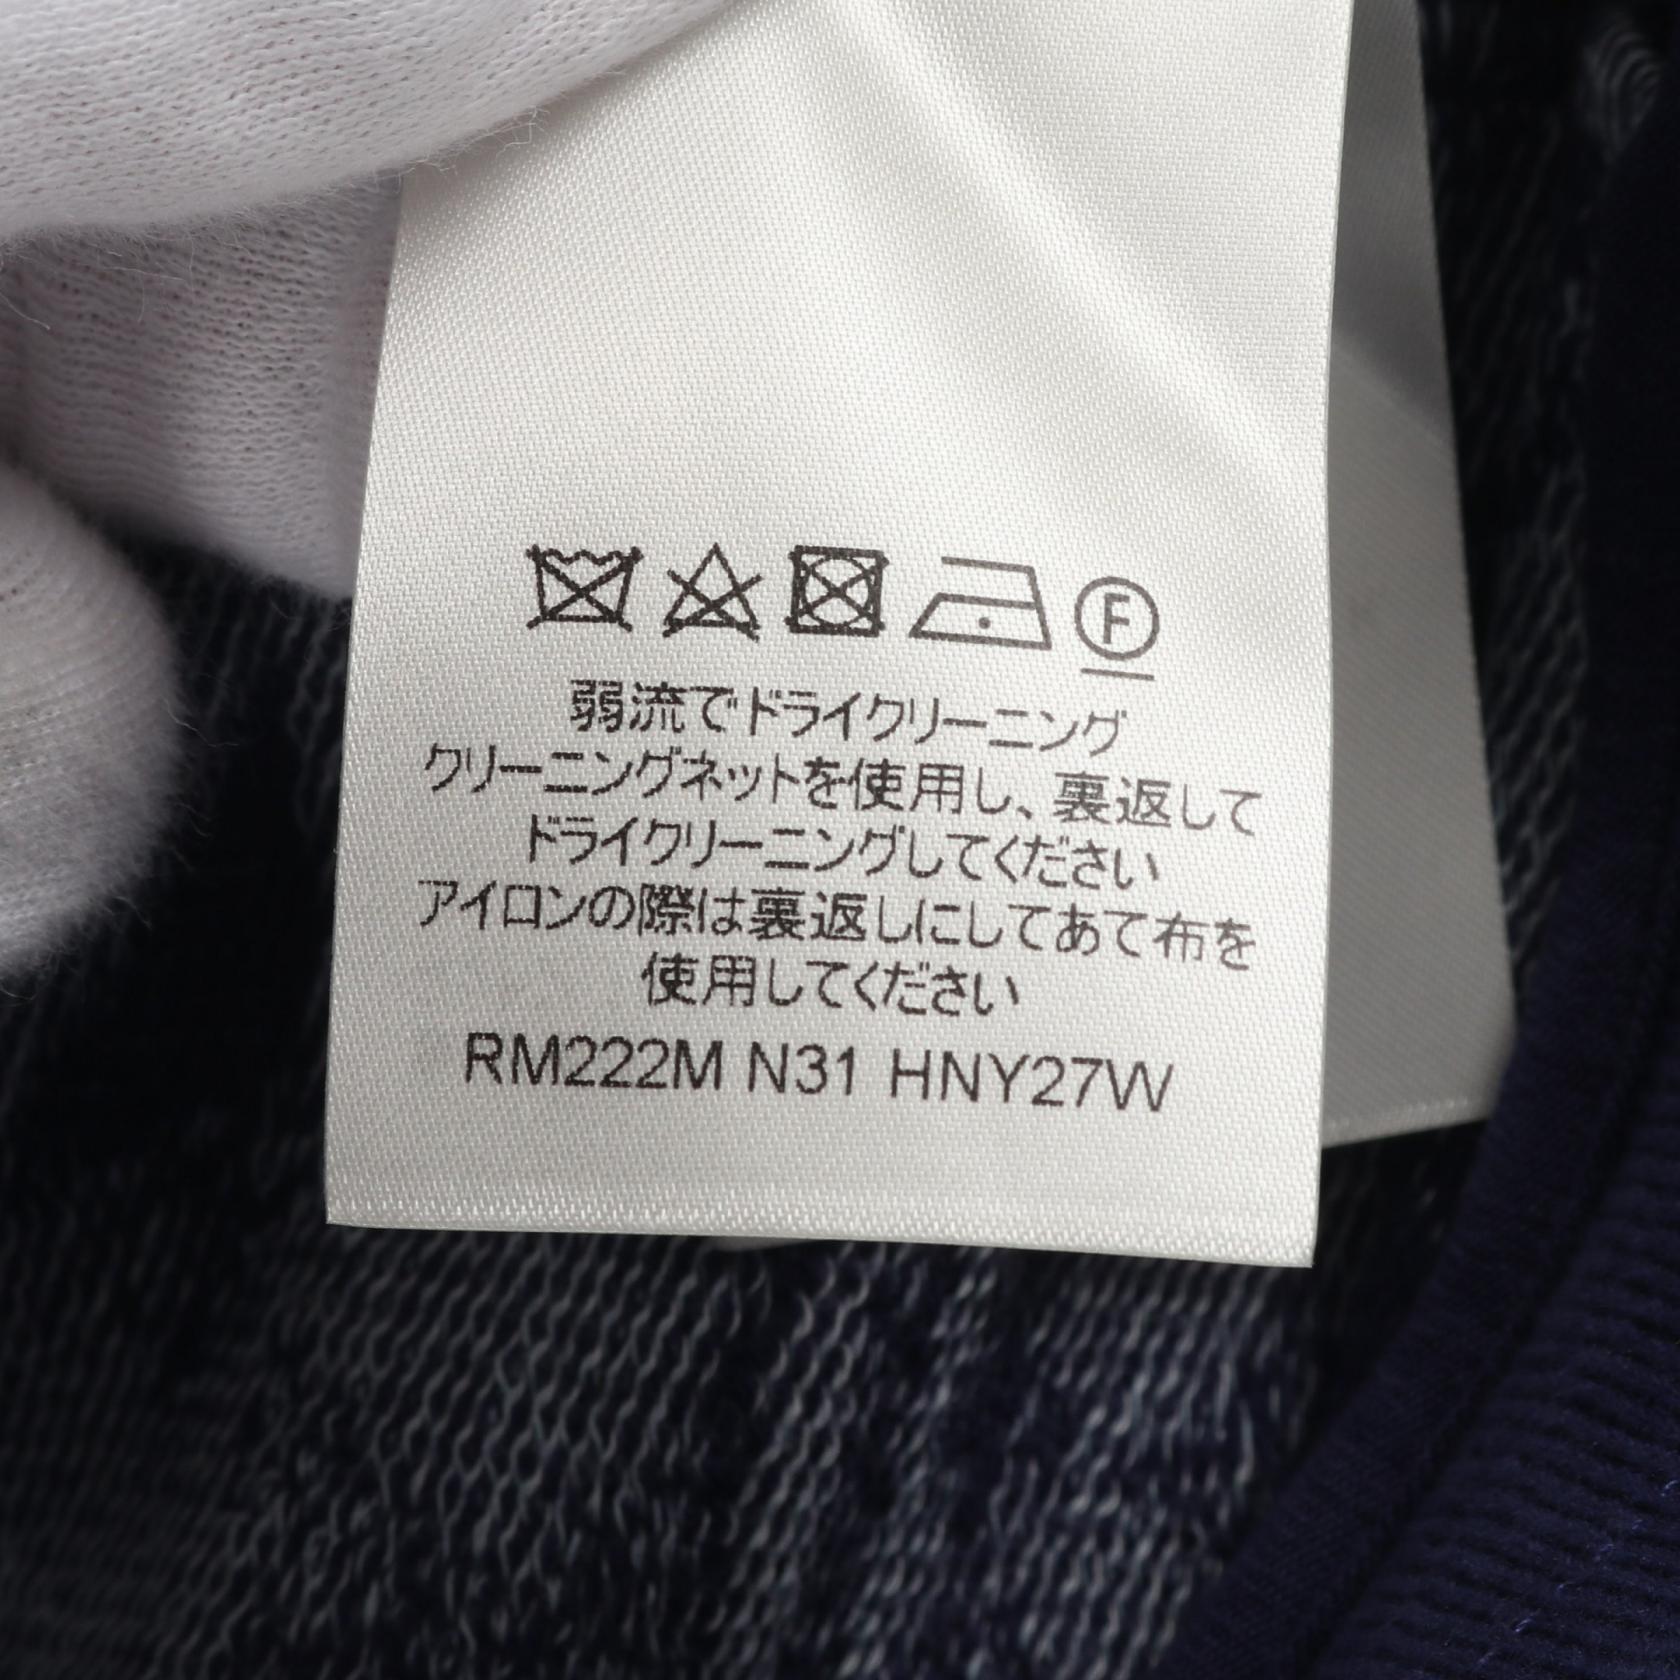 F
弱流でドライクリーニング
クリーニングネットを使用し、裏返して
ドライクリーニングしてください
アイロンの際は裏返しにしてあて布を
使用してください
RM222M N31 HNY27W